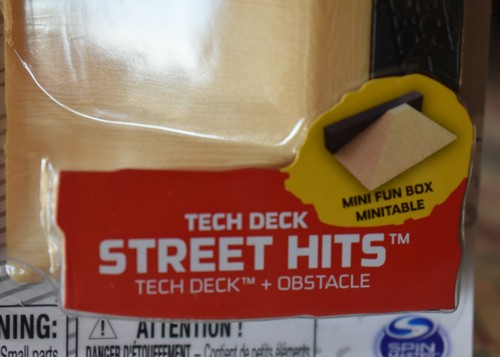 MINI FUN BOX
MINITABLE
TECH DECK
STREET HITS™
TECH DECK™ + OBSTACLE
NING:
Small parts
ATTENTION !
DANGER D'ÉTOUFFEMENT – Contient de petits éléments
SPIN